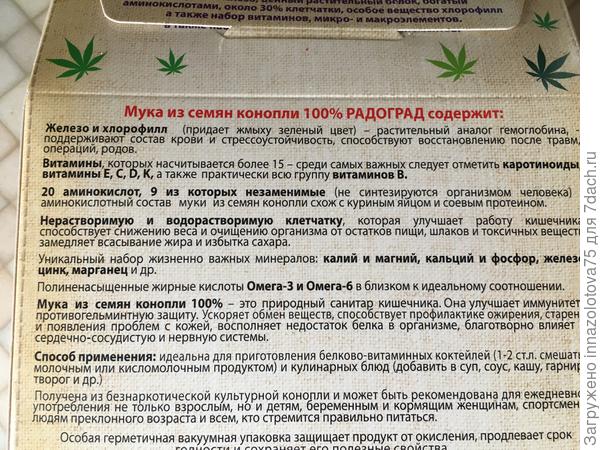 аминокислотами, около 30% клетчатки, особое вещество хлорофилл
а также набор витаминов, микро- и макроэлементов.
Мука из семян конопли 100% РАДОГРАД содержит:
Железо и хлорофилл (придает жмыху зеленый цвет) – растительный аналог гемоглобина, -
поддерживают состав крови и стрессоустойчивость, способствуют восстановлению после травм,
операций, родов.
Витамины, которых насчитывается более 15 – среди самых важных следует отметить каротиноиды,
витамины Е, С, D, K, а также практически всю группу витаминов В.
20 аминокислот, 9 из которых незаменимые (не синтезируются организмом человека)
аминокислотный состав муки из семян конопли схож с куриным яйцом и соевым протеином.
Нерастворимую и водорастворимую клетчатку, которая улучшает работу кишечника,
способствует снижению веса и очищению организма от остатков пищи, шлаков и токсичных вещест
замедляет всасывание жира и избытка сахара.
Уникальный набор жизненно важных минералов: калий и магний, кальций и фосфор, железо
цинк, марганец и др.
Полиненасыщенные жирные кислоты Омега-3 и Омега-6 в близком к идеальному соотношении.
Мука из семян конопли 100% – это природный санитар кишечника. Она улучшает иммунитет
противогельминтную защиту. Ускоряет обмен веществ, способствует профилактике ожирения, старен
и появления проблем с кожей, восполняет недостаток белка в организме, благотворно влияет
сердечно-сосудистую и нервную системы.
Способ применения: идеальна для приготовления белково-витаминных коктейлей (1-2 ст.л. смешать
молочным или кисломолочным продуктом) и кулинарных блюд (добавить в суп, соус, кашу, гарнир
творог и др.)
Получена из безнаркотической культурной конопли и может быть рекомендована для ежедневно
употребления не только взрослым, но и детям, беременным и кормящим женщинам, спортсмен
людям преклонного возраста и всем, кто стремится правильно питаться.
Особая герметичная вакуумная упаковка защищает продукт от окисления, продлевает срок
годности и сохраняет его полезные свойства.
Загружено innazolotova75 для 7dach.ru